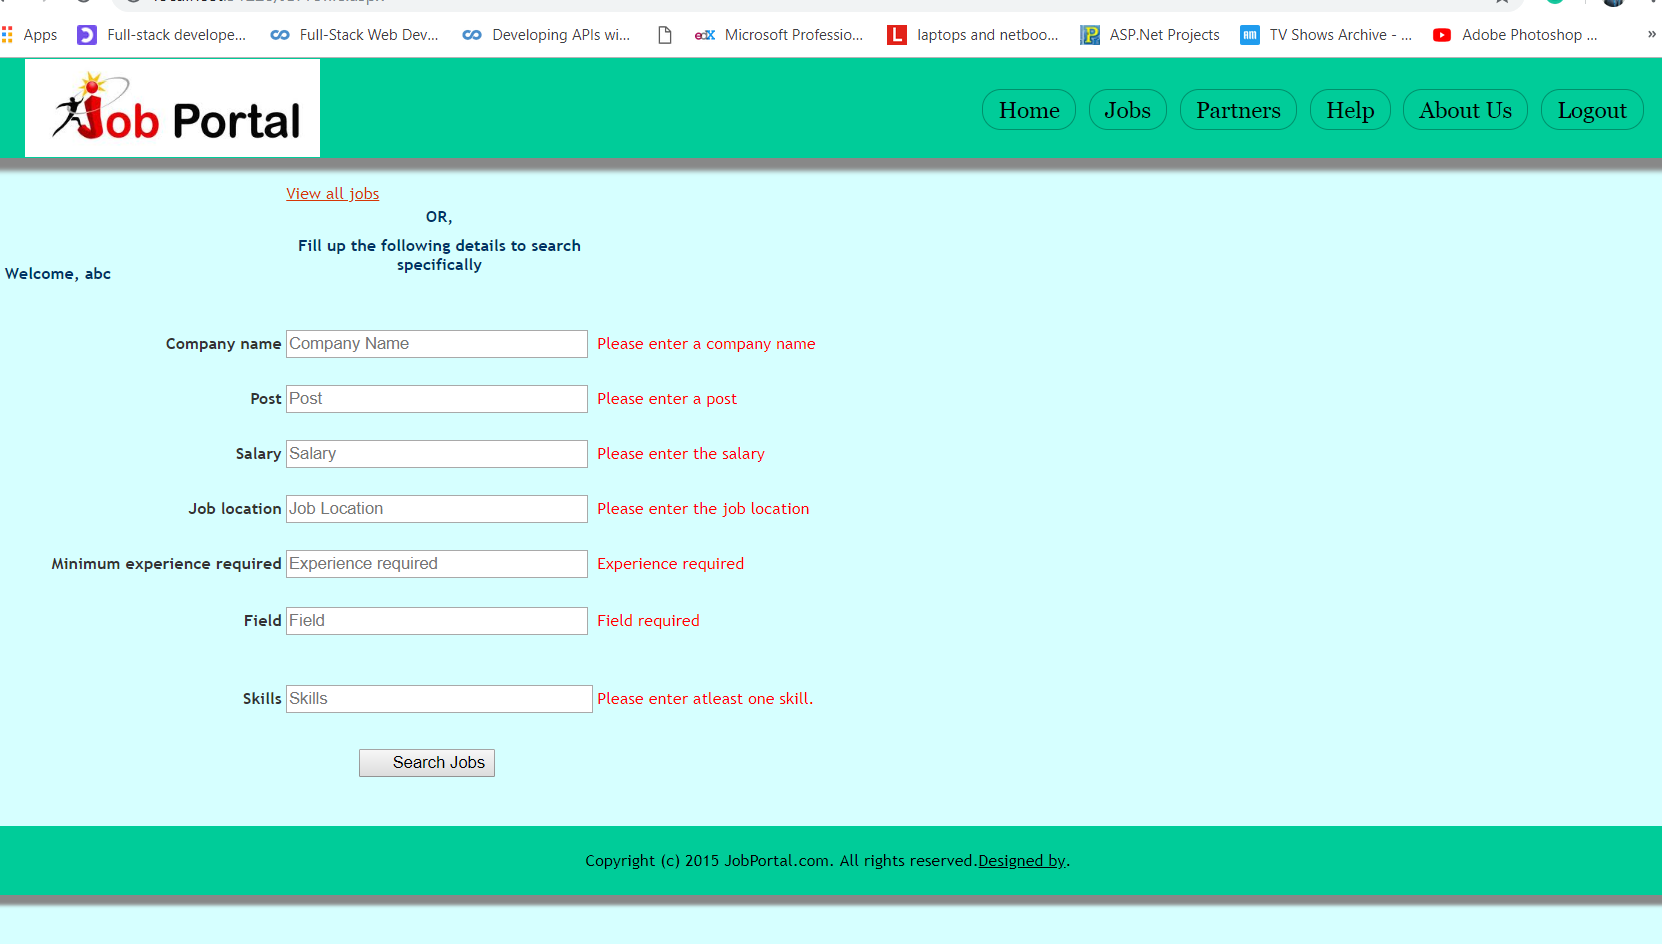 Apps Full-stack develope... Full-Stack Web Dev... Developing APIs wi... edX Microsoft Professio... L laptops and netboo... ASP.Net Projects AM TV Shows Archive - ... Adobe Photoshop ... »
Job Portal
Home Jobs Partners Help About Us Logout
View all jobs
OR,
Fill up the following details to search
specifically
Welcome, abc
Company name Company Name Please enter a company name
Post Post Please enter a post
Salary Salary Please enter the salary
Job location Job Location Please enter the job location
Minimum experience required Experience required Experience required
Field Field Field required
Skills Skills Please enter atleast one skill.
Search Jobs
Copyright (c) 2015 JobPortal.com. All rights reserved.Designed by.